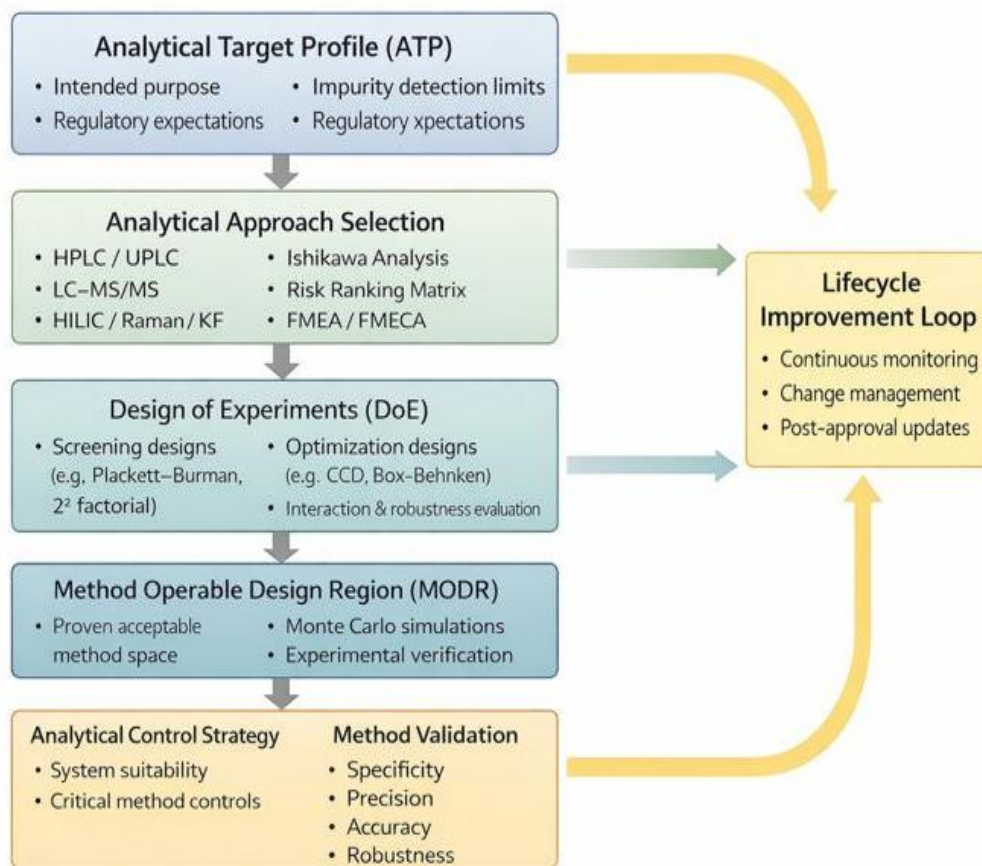 Analytical Target Profile (ATP)
• Intended purpose
• Regulatory expectations
• Impurity detection limits
• Regulatory xpectations
Analytical Approach Selection
• HPLC / UPLC
• LC–MS/MS
• HILIC / Raman / KF
• Ishikawa Analysis
• Risk Ranking Matrix
• FMEA / FMECA
Design of Experiments (DoE)
• Screening designs
(e.g, Plackett–Burman,
2² factorial)
• Optimization designs
(e.g. CCD, Box-Behnken)
• Interaction & robustness evaluation
Method Operable Design Region (MODR)
• Proven acceptable
method space
• Monte Carlo simulations
• Experimental verification
Analytical Control Strategy
• System suitability
• Critical method controls
Method Validation
• Specificity
• Precision
• Accuracy
• Robustness
Lifecycle
Improvement Loop
• Continuous monitoring
• Change management
• Post-approval updates